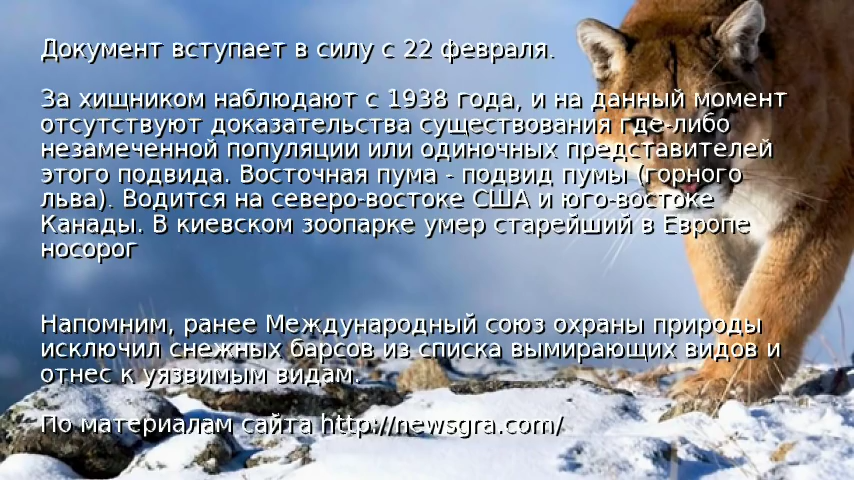 Документ вступает в силу с 22 февраля.
За хищником наблюдают с 1938 года, и на данный момент
отсутствуют доказательства существования где-либо
незамеченной популяции или одиночных представителей
этого подвида. Восточная пума - подвид пумы (горного
льва). Водится на северо-востоке США и юго-востоке
Канады. В киевском зоопарке умер старейший в Европе
носорог
Напомним, ранее Международный союз охраны природы
исключил снежных барсов из списка вымирающих видов и
отнес к уязвимым видам.
По материалам сайта http://newsgra.com/